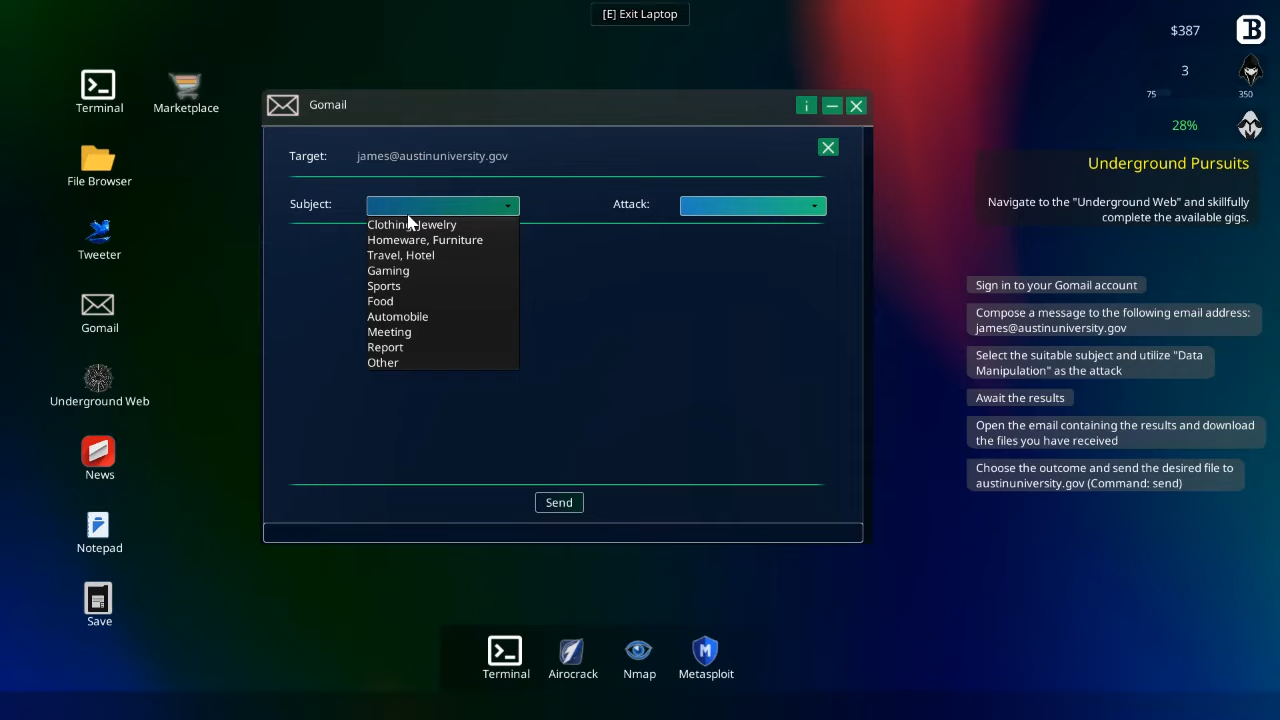 [E] Exit Laptop
$387
3
75
350
28%
Terminal
Marketplace
File Browser
Tweeter
Gomail
Underground Web
News
Notepad
Save
Gomail
Target:
james@austinuniversity.gov
Subject:
Attack:
Clothing, Jewelry
Homeware, Furniture
Travel, Hotel
Gaming
Sports
Food
Automobile
Meeting
Report
Other
Send
Underground Pursuits
Navigate to the "Underground Web" and skillfully
complete the available gigs.
Sign in to your Gomail account
Compose a message to the following email address:
james@austinuniversity.gov
Select the suitable subject and utilize "Data
Manipulation" as the attack
Await the results
Open the email containing the results and download
the files you have received
Choose the outcome and send the desired file to
austinuniversity.gov (Command: send)
Terminal
Airocrack
Nmap
Metasploit